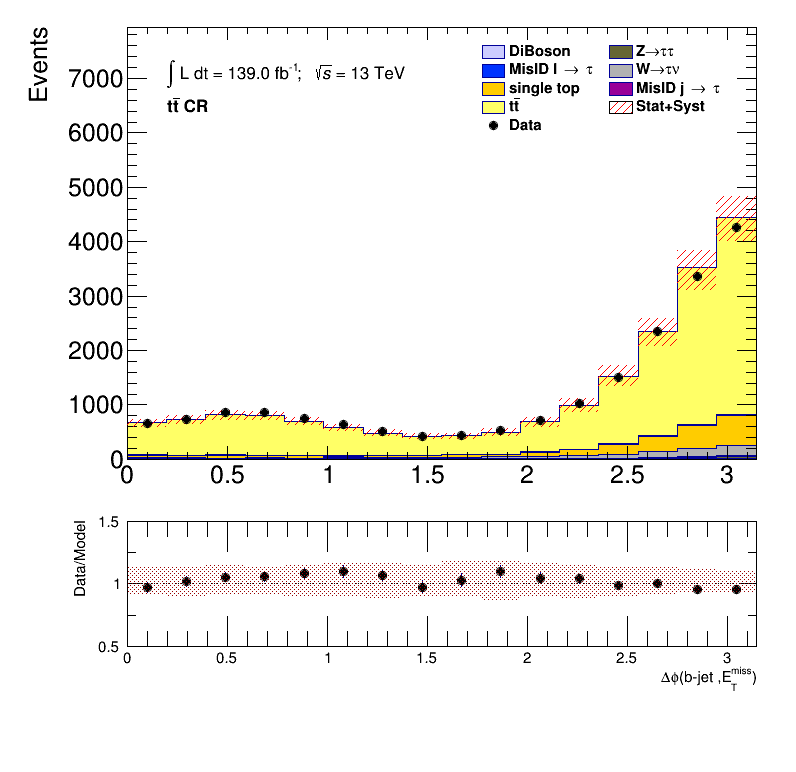 Events
∫ L dt = 139.0 fb⁻¹; √s = 13 TeV
tt̄ CR
DiBoson
MisID l → τ
single top
tt̄
Data
Z→ττ
W→τν
MisID j → τ
Stat+Syst
7000
6000
5000
4000
3000
2000
1000
0
0 0.5 1 1.5 2 2.5 3
Data/Model
1.5
1
0.5
0 0.5 1 1.5 2 2.5 3
Δϕ(b-jet ,E_T^miss)